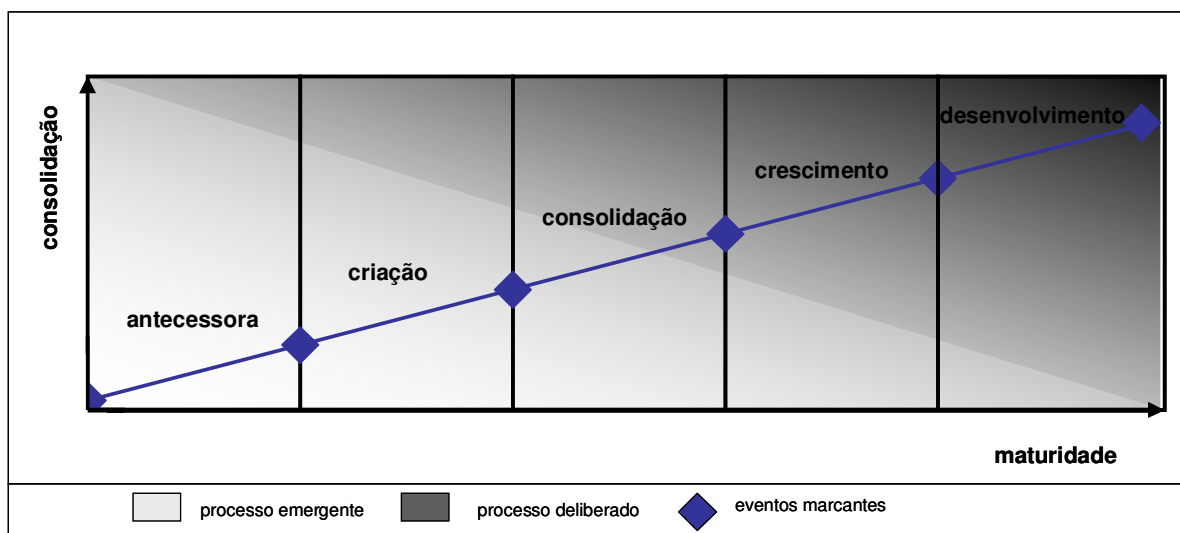 consolidação
desenvolvimento
crescimento
consolidação
criação
antecessora
maturidade
processo emergente
processo deliberado
eventos marcantes